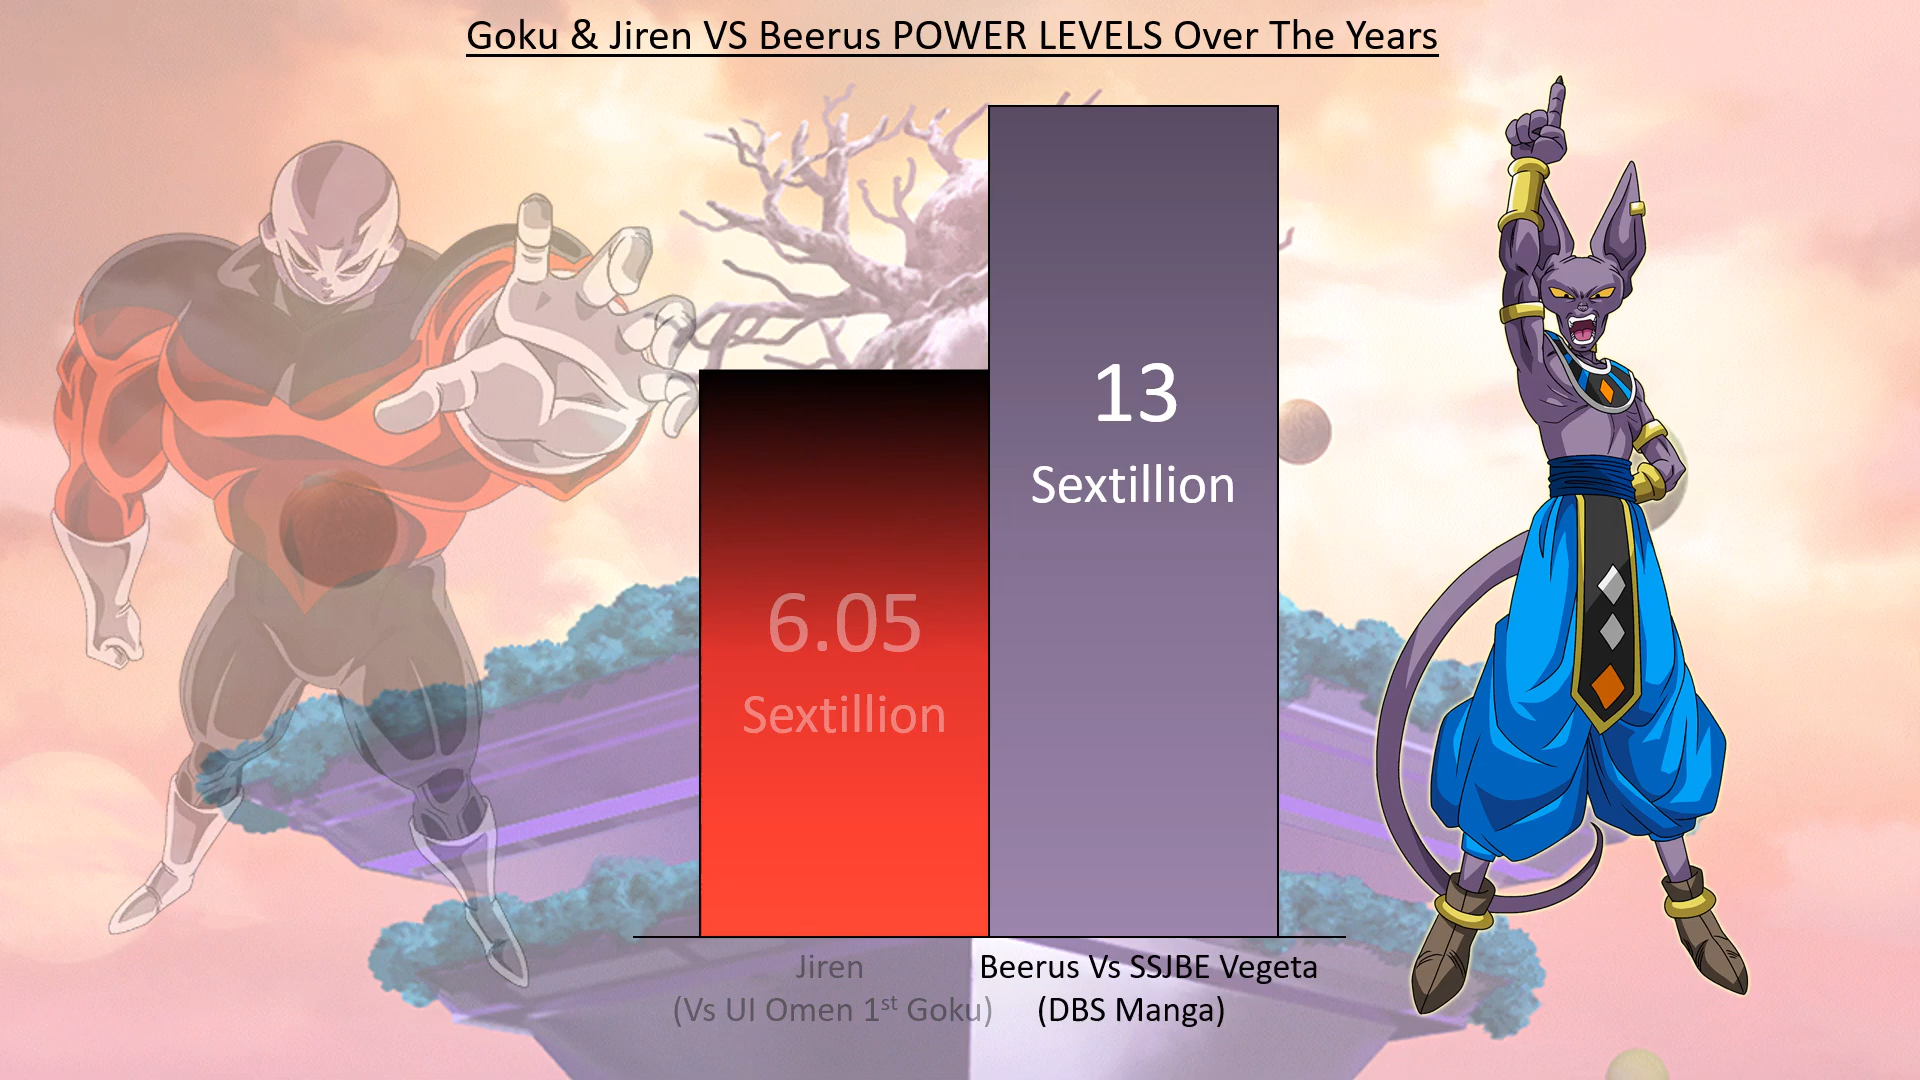 Goku & Jiren VS Beerus POWER LEVELS Over The Years
13
Sextillion
6.05
Sextillion
Jiren
(Vs UI Omen 1st Goku)
Beerus Vs SSJBE Vegeta
(DBS Manga)